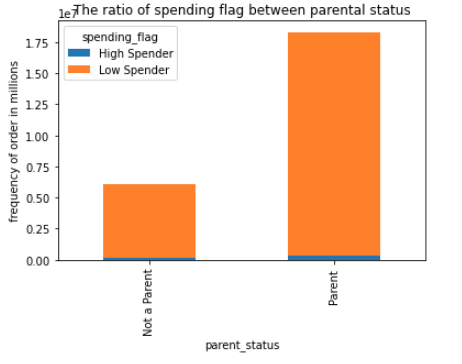 The ratio of spending flag between parental status
1e7
spending_flag
High Spender
Low Spender
1.75
1.50
1.25
1.00
0.75
0.50
0.25
0.00
frequency of order in millions
Not a Parent
Parent
parent_status